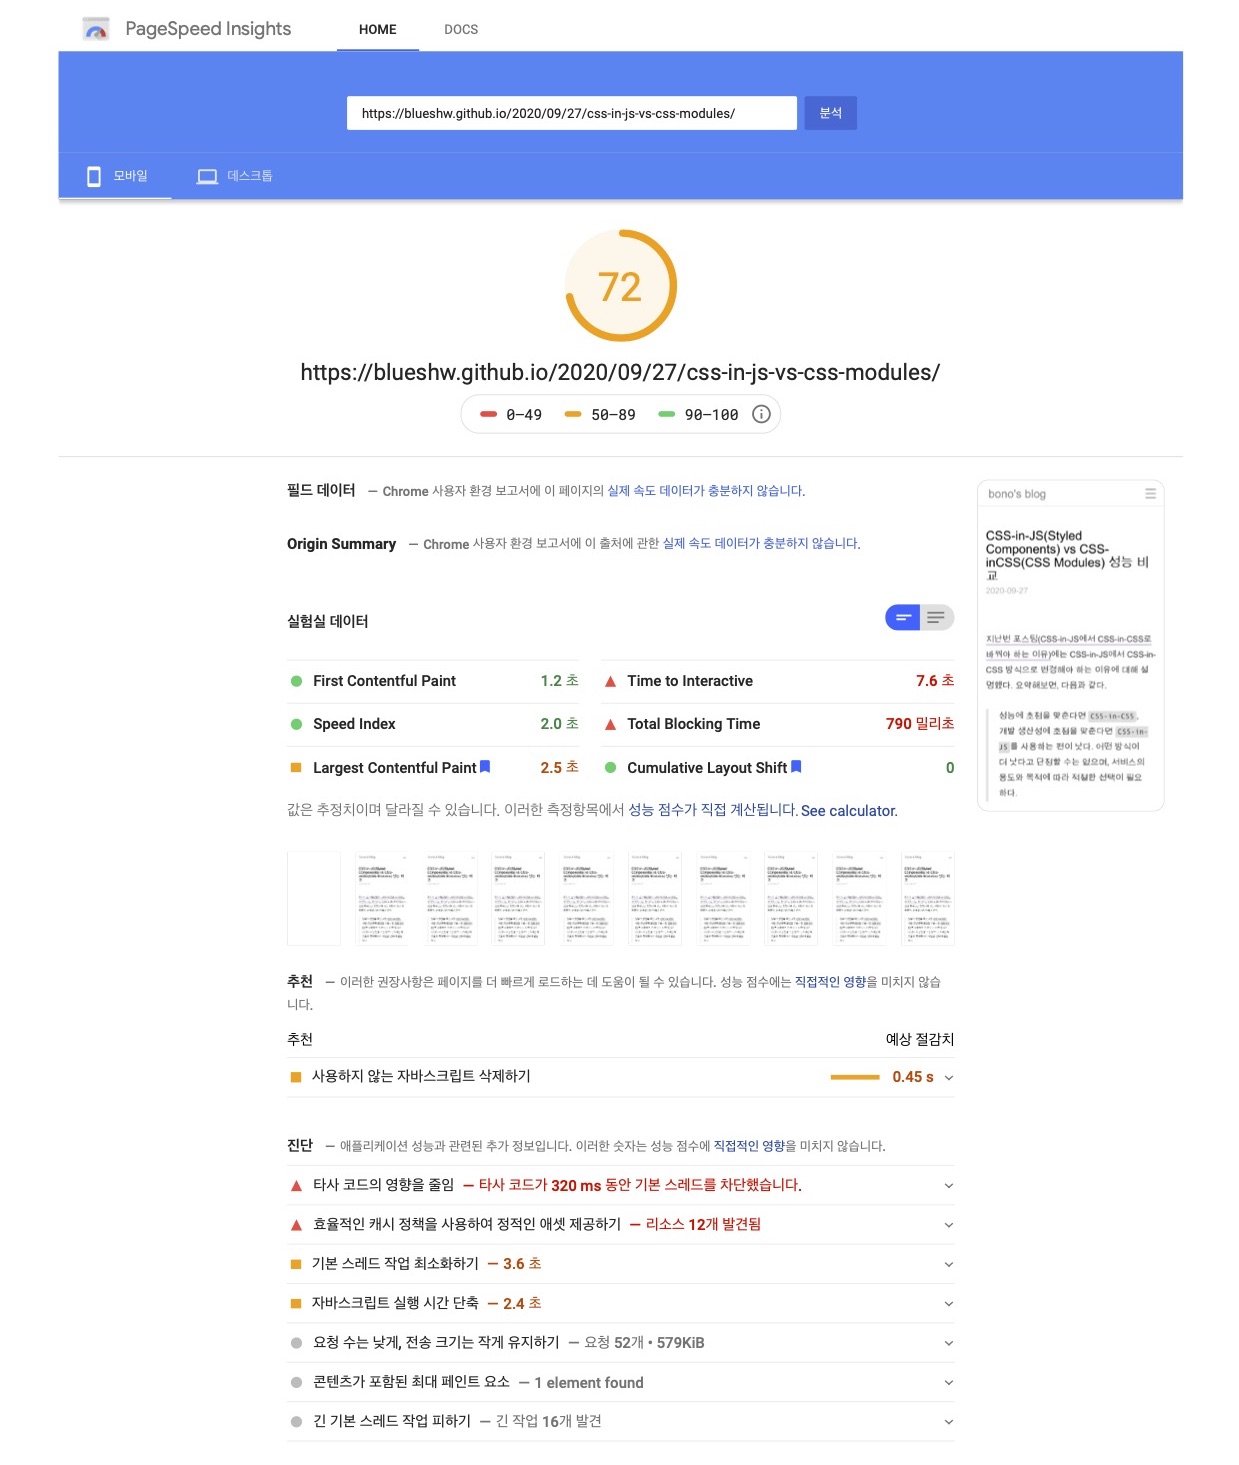 PageSpeed Insights
HOME
DOCS
https://blueshw.github.io/2020/09/27/css-in-js-vs-css-modules/
분석
모바일
데스크톱
72
https://blueshw.github.io/2020/09/27/css-in-js-vs-css-modules/
0–49
50–89
90–100
필드 데이터 — Chrome 사용자 환경 보고서에 이 페이지의 실제 속도 데이터가 충분하지 않습니다.
Origin Summary — Chrome 사용자 환경 보고서에 이 출처에 관한 실제 속도 데이터가 충분하지 않습니다.
bono's blog
CSS-in-JS(Styled
Components) vs CSS-
inCSS(CSS Modules) 성능 비
교
2020-09-27
지난번 포스팅(CSS-in-JS에서 CSS-in-CSS로
바꿔야 하는 이유)에는 CSS-in-JS에서 CSS-in-
CSS 방식으로 변경해야 하는 이유에 대해 설
명했다. 요약해보면, 다음과 같다.
성능에 초점을 맞춘다면 CSS-in-CSS,
개발 생산성에 초점을 맞춘다면 CSS-in-
JS 를 사용하는 편이 낫다. 어떤 방식이
더 낫다고 단정할 수는 없으며, 서비스의
용도와 목적에 따라 적절한 선택이 필요
하다.
실험실 데이터
First Contentful Paint 1.2 초
Time to Interactive 7.6 초
Speed Index 2.0 초
Total Blocking Time 790 밀리초
Largest Contentful Paint 2.5 초
Cumulative Layout Shift 0
값은 추정치이며 달라질 수 있습니다. 이러한 측정항목에서 성능 점수가 직접 계산됩니다. See calculator.
추천 — 이러한 권장사항은 페이지를 더 빠르게 로드하는 데 도움이 될 수 있습니다. 성능 점수에는 직접적인 영향을 미치지 않습
니다.
추천 예상 절감치
사용하지 않는 자바스크립트 삭제하기 0.45 s
진단 — 애플리케이션 성능과 관련된 추가 정보입니다. 이러한 숫자는 성능 점수에 직접적인 영향을 미치지 않습니다.
타사 코드의 영향을 줄임 — 타사 코드가 320 ms 동안 기본 스레드를 차단했습니다.
효율적인 캐시 정책을 사용하여 정적인 애셋 제공하기 — 리소스 12개 발견됨
기본 스레드 작업 최소화하기 — 3.6 초
자바스크립트 실행 시간 단축 — 2.4 초
요청 수는 낮게, 전송 크기는 작게 유지하기 — 요청 52개 • 579KiB
콘텐츠가 포함된 최대 페인트 요소 — 1 element found
긴 기본 스레드 작업 피하기 — 긴 작업 16개 발견